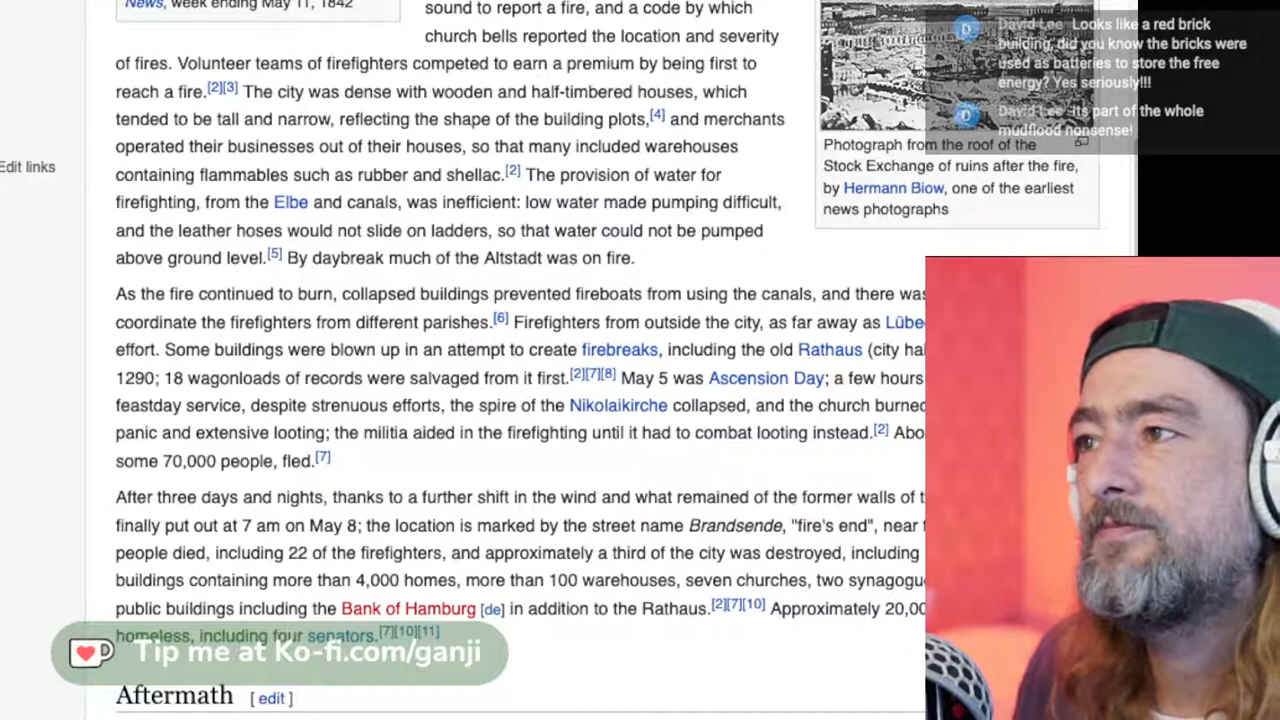 News, week ending May 11, 1842
sound to report a fire, and a code by which
church bells reported the location and severity
of fires. Volunteer teams of firefighters competed to earn a premium by being first to
reach a fire.[2][3] The city was dense with wooden and half-timbered houses, which
tended to be tall and narrow, reflecting the shape of the building plots,[4] and merchants
operated their businesses out of their houses, so that many included warehouses
containing flammables such as rubber and shellac.[2] The provision of water for
firefighting, from the Elbe and canals, was inefficient: low water made pumping difficult,
and the leather hoses would not slide on ladders, so that water could not be pumped
above ground level.[5] By daybreak much of the Altstadt was on fire.
As the fire continued to burn, collapsed buildings prevented fireboats from using the canals, and there was
coordinate the firefighters from different parishes.[6] Firefighters from outside the city, as far away as Lübe
effort. Some buildings were blown up in an attempt to create firebreaks, including the old Rathaus (city hal
1290; 18 wagonloads of records were salvaged from it first.[2][7][8] May 5 was Ascension Day; a few hours
feastday service, despite strenuous efforts, the spire of the Nikolaikirche collapsed, and the church burned
panic and extensive looting; the militia aided in the firefighting until it had to combat looting instead.[2] Abo
some 70,000 people, fled.[7]
After three days and nights, thanks to a further shift in the wind and what remained of the former walls of t
finally put out at 7 am on May 8; the location is marked by the street name Brandsende, "fire's end", near
people died, including 22 of the firefighters, and approximately a third of the city was destroyed, including
buildings containing more than 4,000 homes, more than 100 warehouses, seven churches, two synagogu
public buildings including the Bank of Hamburg [de] in addition to the Rathaus.[2][7][10] Approximately 20,00
homeless, including four senators.[7][10][11]
Aftermath [ edit ]
Edit links
Photograph from the roof of the
Stock Exchange of ruins after the fire,
by Hermann Biow, one of the earliest
news photographs
D David Lee Looks like a red brick
building, did you know the bricks were
used as batteries to store the free
energy? Yes seriously!!!
D David Lee Its part of the whole
mudflood nonsense!
Tip me at Ko-fi.com/ganji